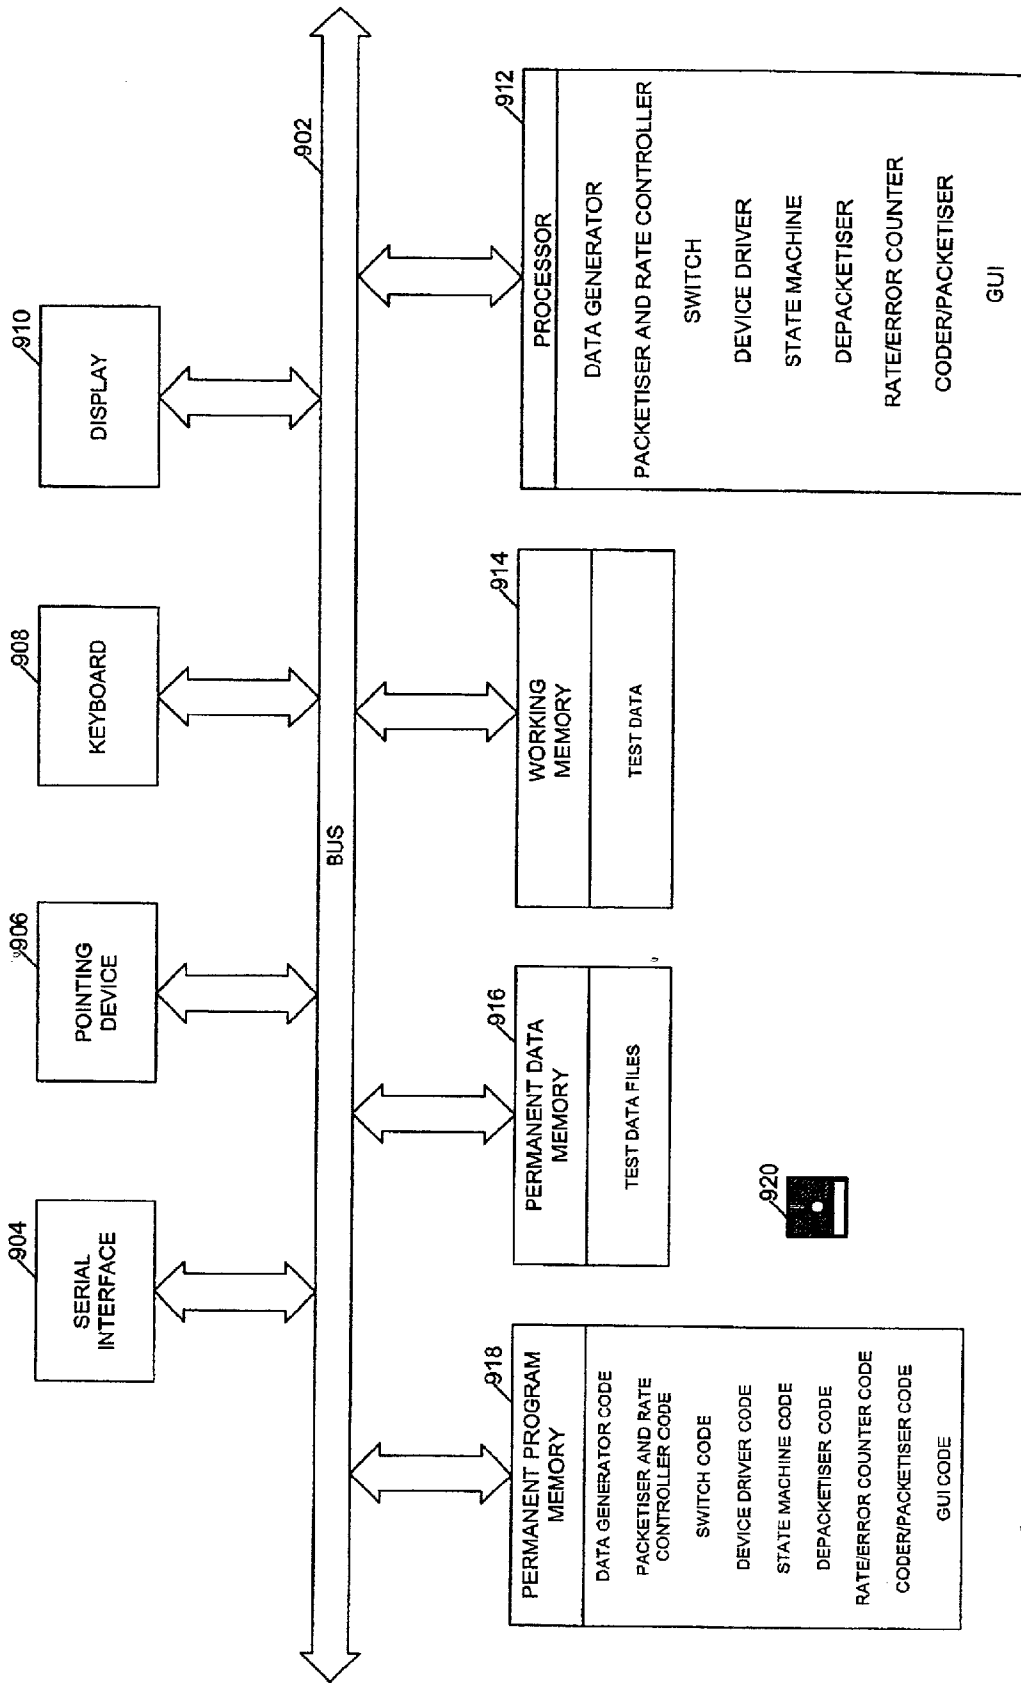 904
SERIAL
INTERFACE
906
POINTING
DEVICE
908
KEYBOARD
910
DISPLAY
902
BUS
918
PERMANENT PROGRAM
MEMORY
DATA GENERATOR CODE
PACKETISER AND RATE
CONTROLLER CODE
SWITCH CODE
DEVICE DRIVER CODE
STATE MACHINE CODE
DEPACKETISER CODE
RATE/ERROR COUNTER CODE
CODER/PACKETISER CODE
GUI CODE
916
PERMANENT DATA
MEMORY
TEST DATA FILES
920
914
WORKING
MEMORY
TEST DATA
912
PROCESSOR
DATA GENERATOR
PACKETISER AND RATE CONTROLLER
SWITCH
DEVICE DRIVER
STATE MACHINE
DEPACKETISER
RATE/ERROR COUNTER
CODER/PACKETISER
GUI